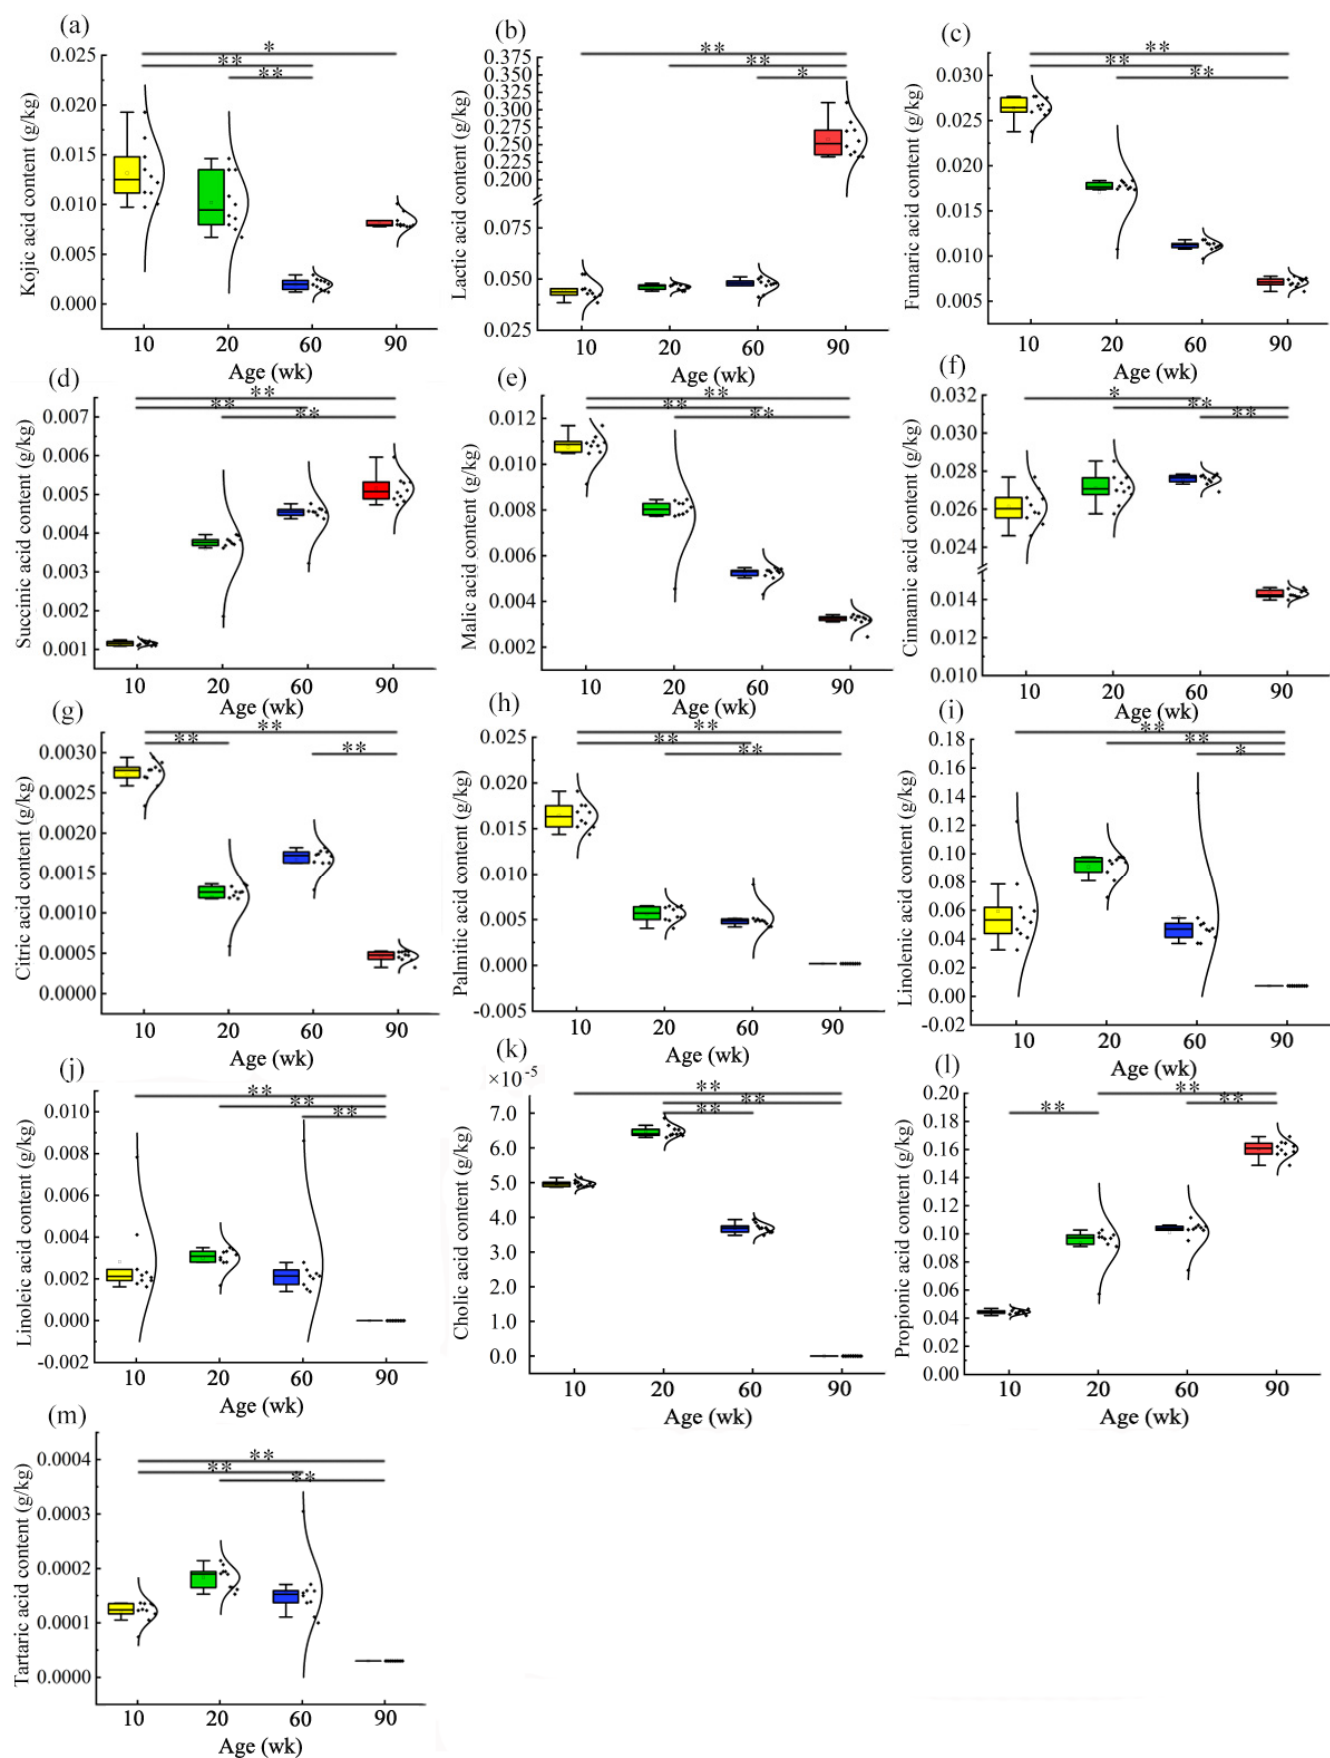 (a)
Kojic acid content (g/kg)
0.025
0.020
0.015
0.010
0.005
0.000
*
**
**
10 20 60 90
Age (wk)
(b)
Lactic acid content (g/kg)
0.375
0.350
0.325
0.300
0.275
0.250
0.225
0.200
0.075
0.050
0.025
**
**
*
10 20 60 90
Age (wk)
(c)
Fumaric acid content (g/kg)
0.030
0.025
0.020
0.015
0.010
0.005
**
**
**
10 20 60 90
Age (wk)
(d)
Succinic acid content (g/kg)
0.007
0.006
0.005
0.004
0.003
0.002
0.001
**
**
**
10 20 60 90
Age (wk)
(e)
Malic acid content (g/kg)
0.012
0.010
0.008
0.006
0.004
0.002
**
**
**
10 20 60 90
Age (wk)
(f)
Cinnamic acid content (g/kg)
0.032
0.030
0.028
0.026
0.024
0.014
0.012
0.010
*
**
**
10 20 60 90
Age (wk)
(g)
Citric acid content (g/kg)
0.0030
0.0025
0.0020
0.0015
0.0010
0.0005
0.0000
**
**
**
10 20 60 90
Age (wk)
(h)
Palmitic acid content (g/kg)
0.025
0.020
0.015
0.010
0.005
0.000
-0.005
**
**
**
10 20 60 90
Age (wk)
(i)
Linolenic acid content (g/kg)
0.18
0.16
0.14
0.12
0.10
0.08
0.06
0.04
0.02
0.00
-0.02
**
**
*
10 20 60 90
Age (wk)
(j)
Linoleic acid content (g/kg)
0.010
0.008
0.006
0.004
0.002
0.000
-0.002
**
**
**
10 20 60 90
Age (wk)
(k)
×10⁻⁵
Cholic acid content (g/kg)
7.0
6.0
5.0
4.0
3.0
2.0
1.0
0.0
**
**
**
10 20 60 90
Age (wk)
(l)
Propionic acid content (g/kg)
0.20
0.16
0.12
0.10
0.08
0.04
0.02
0.00
**
**
**
10 20 60 90
Age (wk)
(m)
Tartaric acid content (g/kg)
0.0004
0.0003
0.0002
0.0001
0.0000
**
**
**
10 20 60 90
Age (wk)